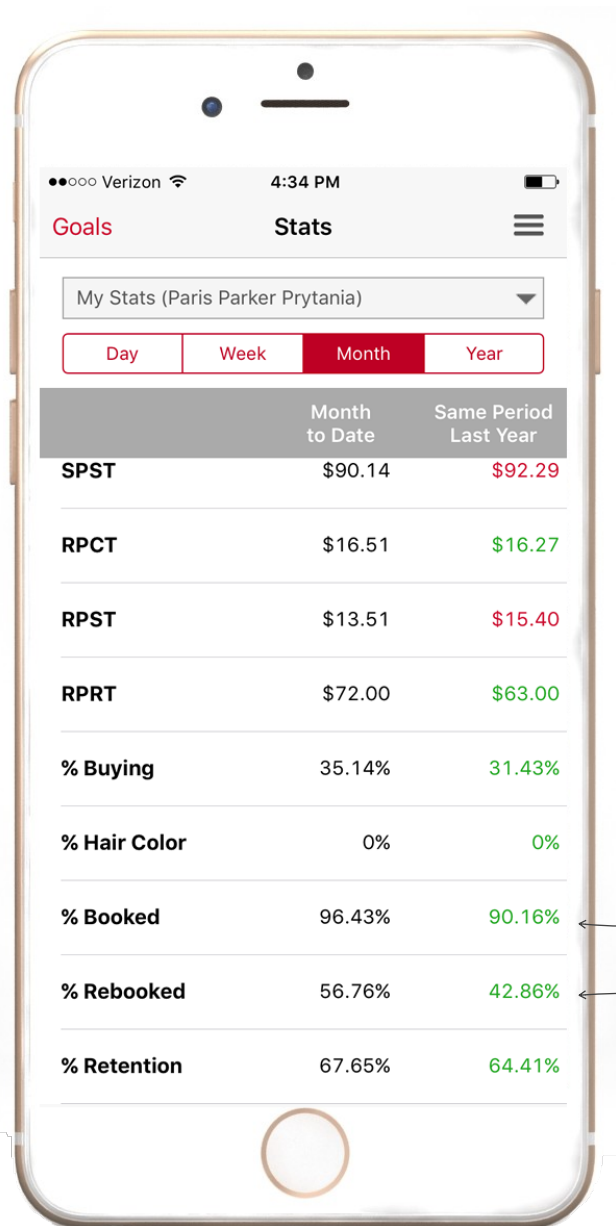 ●●○○○ Verizon 4:34 PM
Goals Stats
My Stats (Paris Parker Prytania)
Day Week Month Year
Month Same Period
to Date Last Year
SPST $90.14 $92.29
RPCT $16.51 $16.27
RPST $13.51 $15.40
RPRT $72.00 $63.00
% Buying 35.14% 31.43%
% Hair Color 0% 0%
% Booked 96.43% 90.16%
% Rebooked 56.76% 42.86%
% Retention 67.65% 64.41%